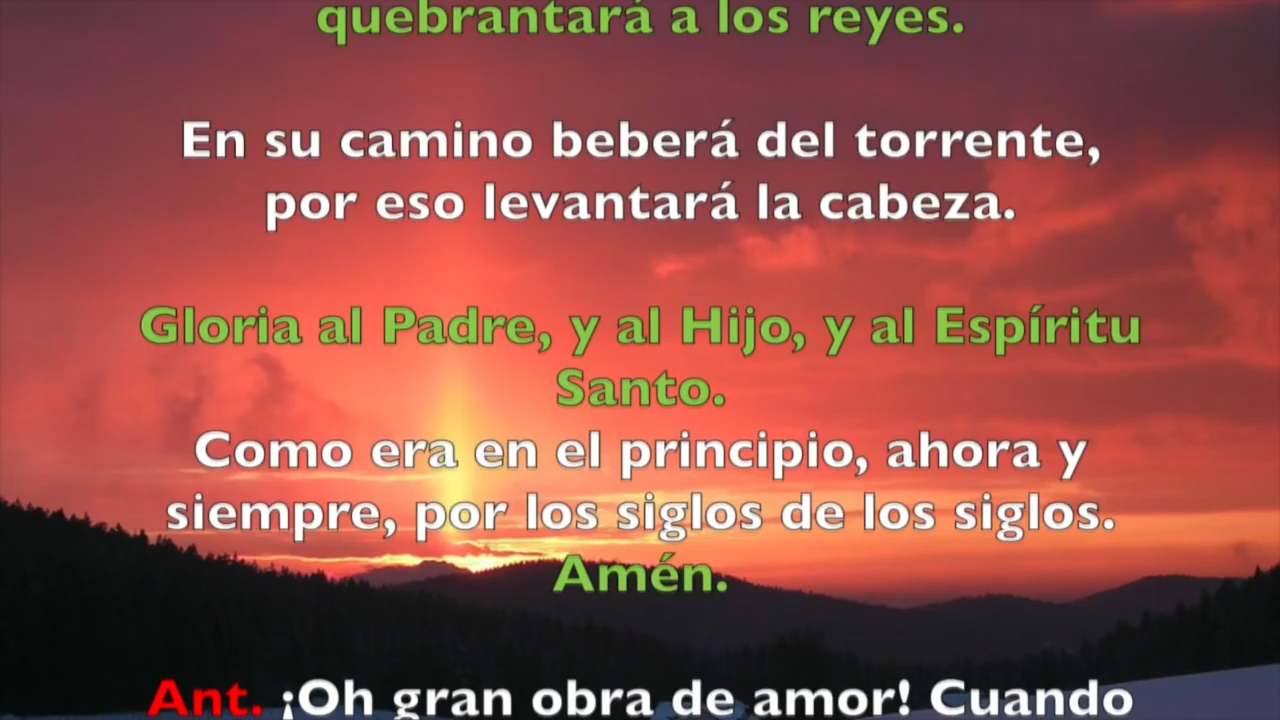 quebrantará a los reyes.
En su camino beberá del torrente,
por eso levantará la cabeza.
Gloria al Padre, y al Hijo, y al Espíritu
Santo.
Como era en el principio, ahora y
siempre, por los siglos de los siglos.
Amén.
Ant. ¡Oh gran obra de amor! Cuando